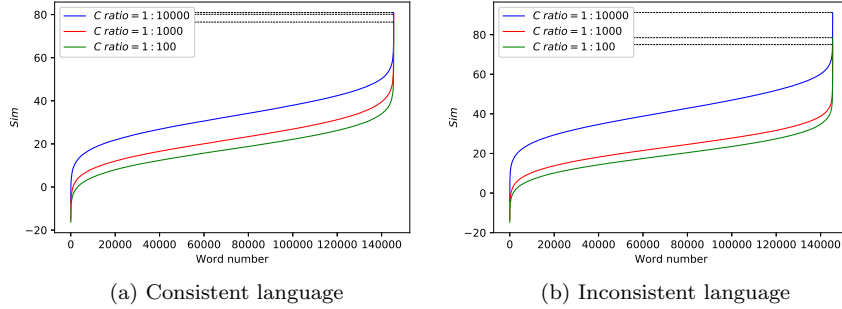 80
60
40
20
0
−20
Sim
C ratio = 1 : 10000
C ratio = 1 : 1000
C ratio = 1 : 100
0 20000 40000 60000 80000 100000 120000 140000
Word number
(a) Consistent language
80
60
40
20
0
−20
Sim
C ratio = 1 : 10000
C ratio = 1 : 1000
C ratio = 1 : 100
0 20000 40000 60000 80000 100000 120000 140000
Word number
(b) Inconsistent language